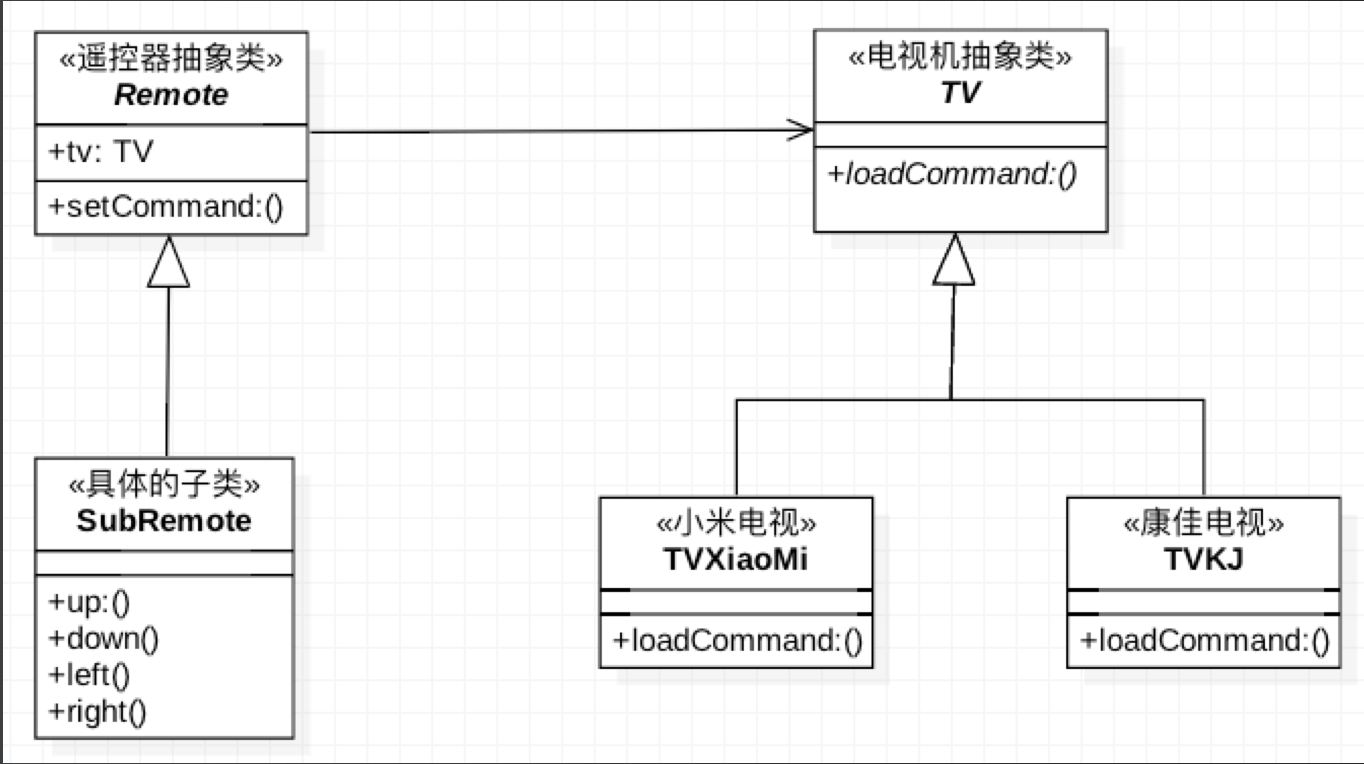 «遥控器抽象类»
Remote
+tv: TV
+setCommand:()
«电视机抽象类»
TV
+loadCommand:()
«具体的子类»
SubRemote
+up:()
+down()
+left()
+right()
«小米电视»
TVXiaoMi
+loadCommand:()
«康佳电视»
TVKJ
+loadCommand:()